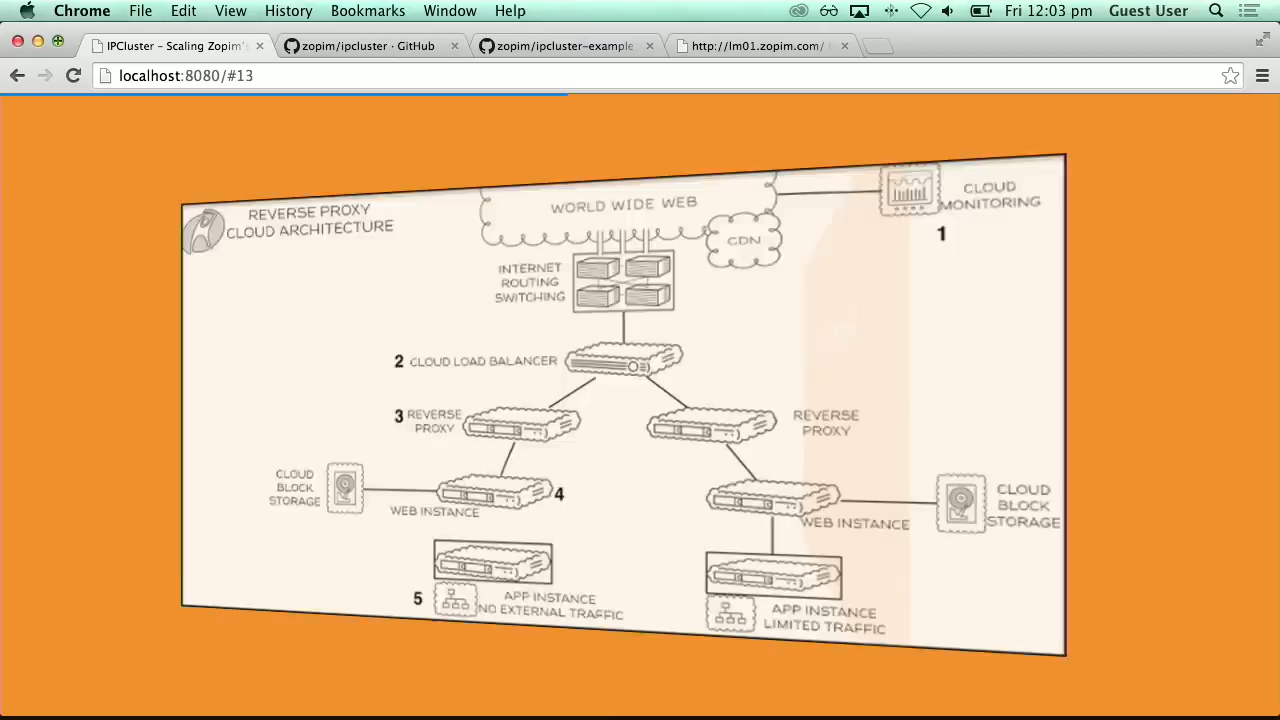 Chrome File Edit View History Bookmarks Window Help Fri 12:03 pm Guest User
IPCluster – Scaling Zopim's
zopim/ipcluster · GitHub
zopim/ipcluster-example
http://lm01.zopim.com/
localhost:8080/#13
REVERSE PROXY
CLOUD ARCHITECTURE
WORLD WIDE WEB
CDN
CLOUD
MONITORING
1
INTERNET
ROUTING
SWITCHING
2 CLOUD LOAD BALANCER
3 REVERSE
PROXY
REVERSE
PROXY
CLOUD
BLOCK
STORAGE
4
WEB INSTANCE
WEB INSTANCE
CLOUD
BLOCK
STORAGE
5
APP INSTANCE
NO EXTERNAL TRAFFIC
APP INSTANCE
LIMITED TRAFFIC